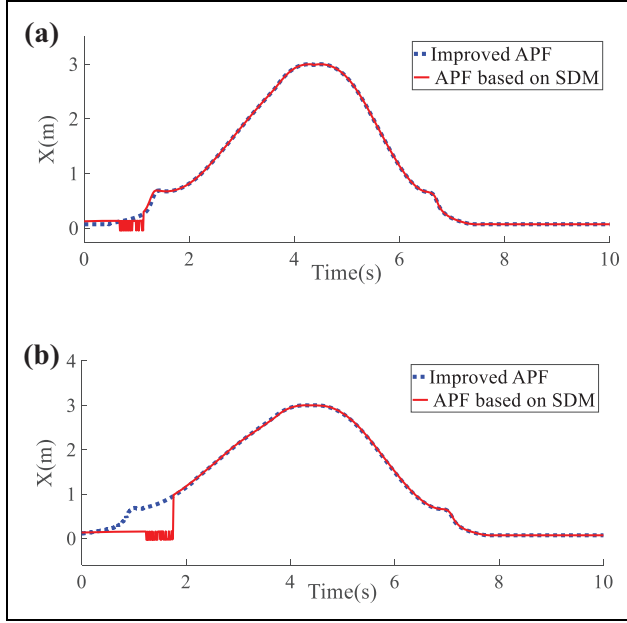 (a)
Improved APF
APF based on SDM
X(m)
3
2
1
0
0 2 4 6 8 10
Time(s)
(b)
Improved APF
APF based on SDM
X(m)
4
3
2
1
0
0 2 4 6 8 10
Time(s)